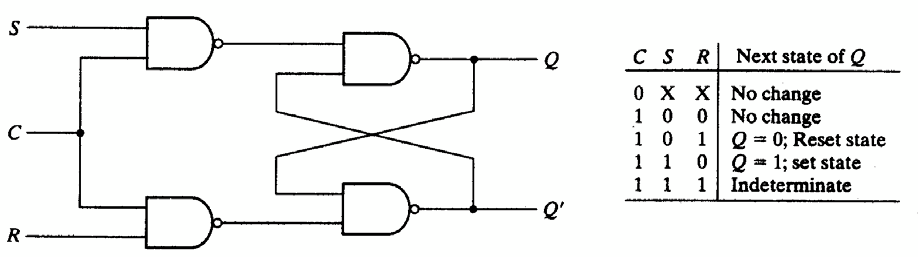 S
C
R
Q
Q'
C S R Next state of Q
0 X X No change
1 0 0 No change
1 0 1 Q = 0; Reset state
1 1 0 Q = 1; set state
1 1 1 Indeterminate